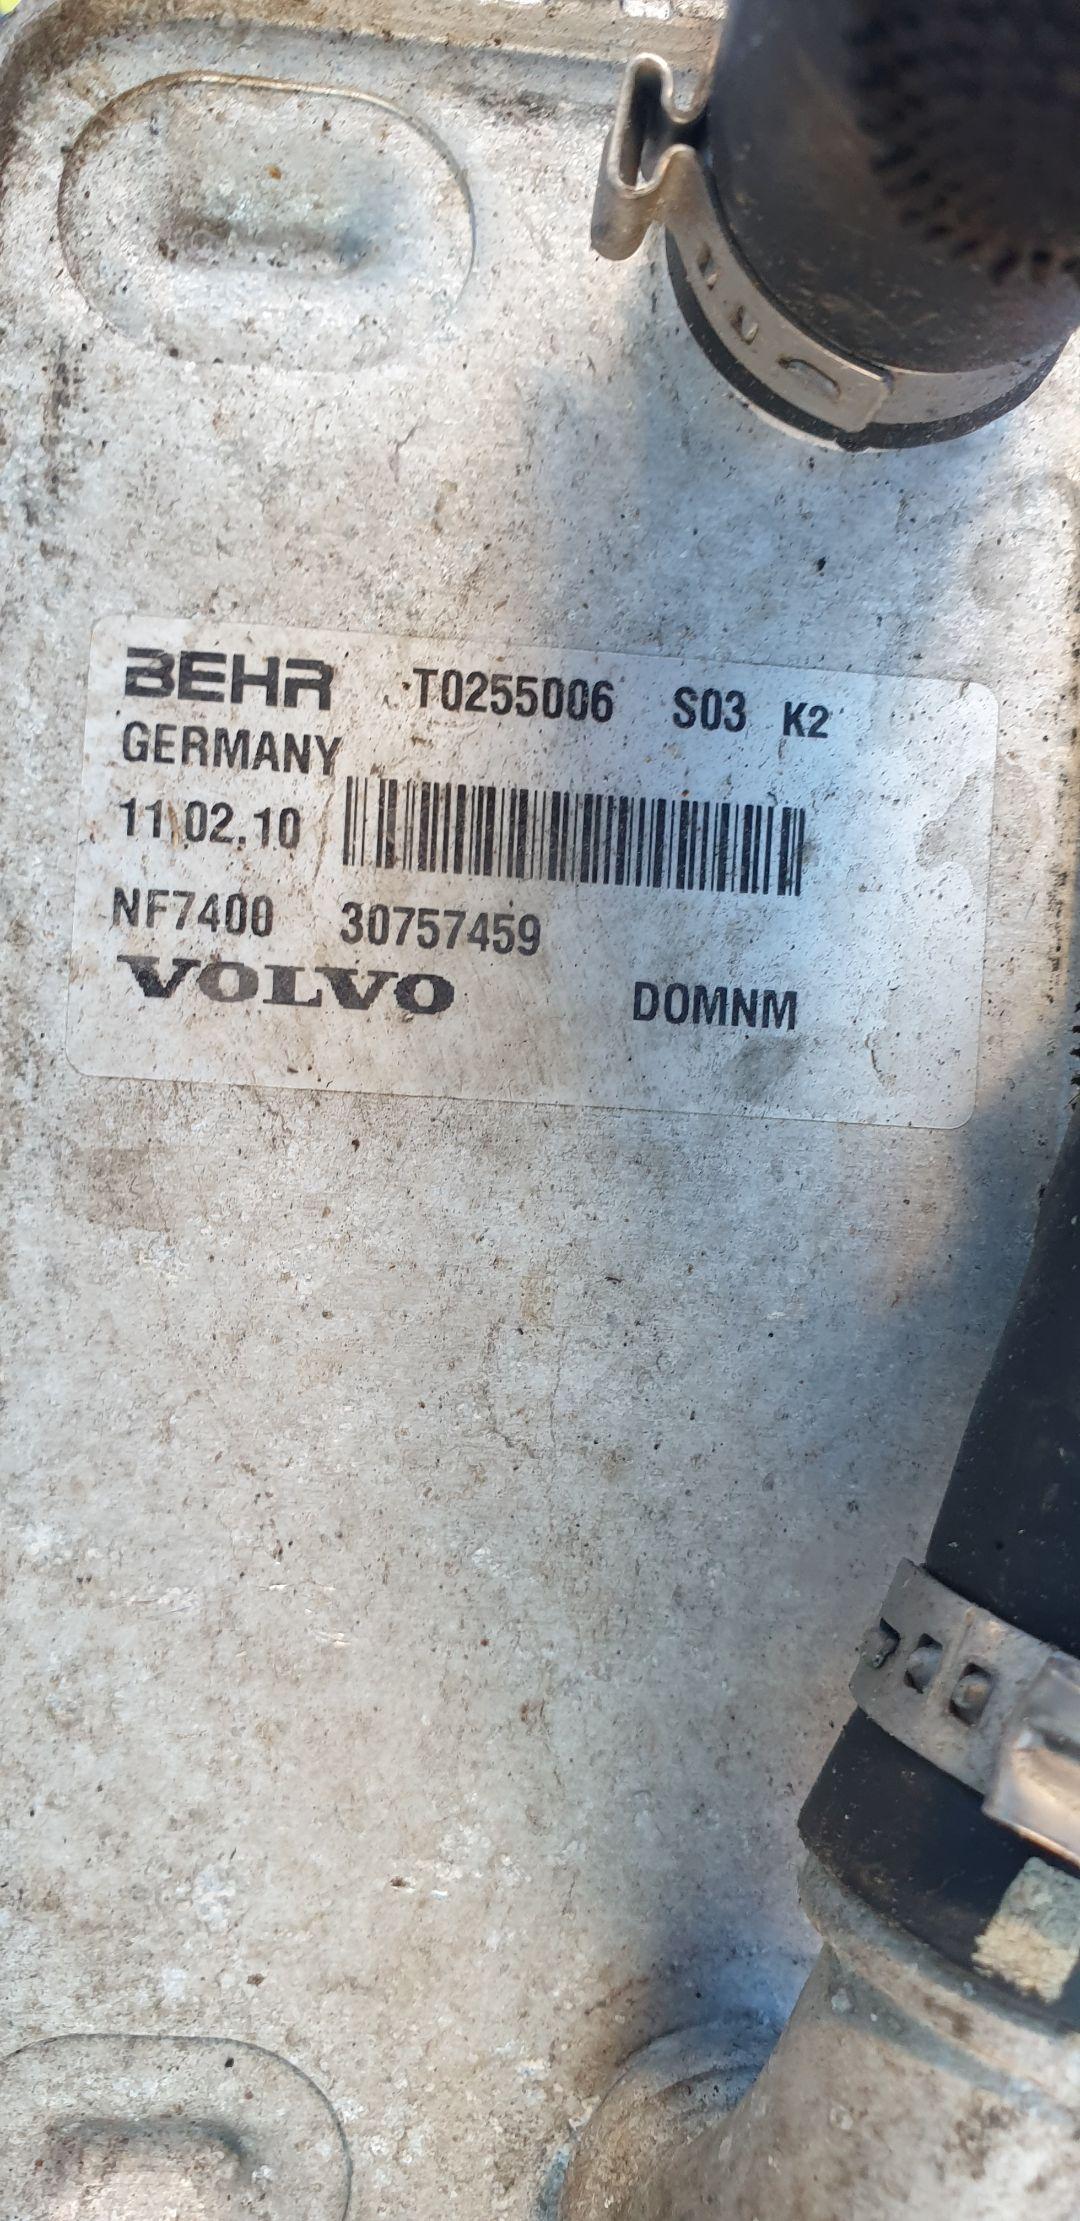 BEHR T0255006 S03 K2
GERMANY
11.02.10
NF7400 30757459
VOLVO DOMNM